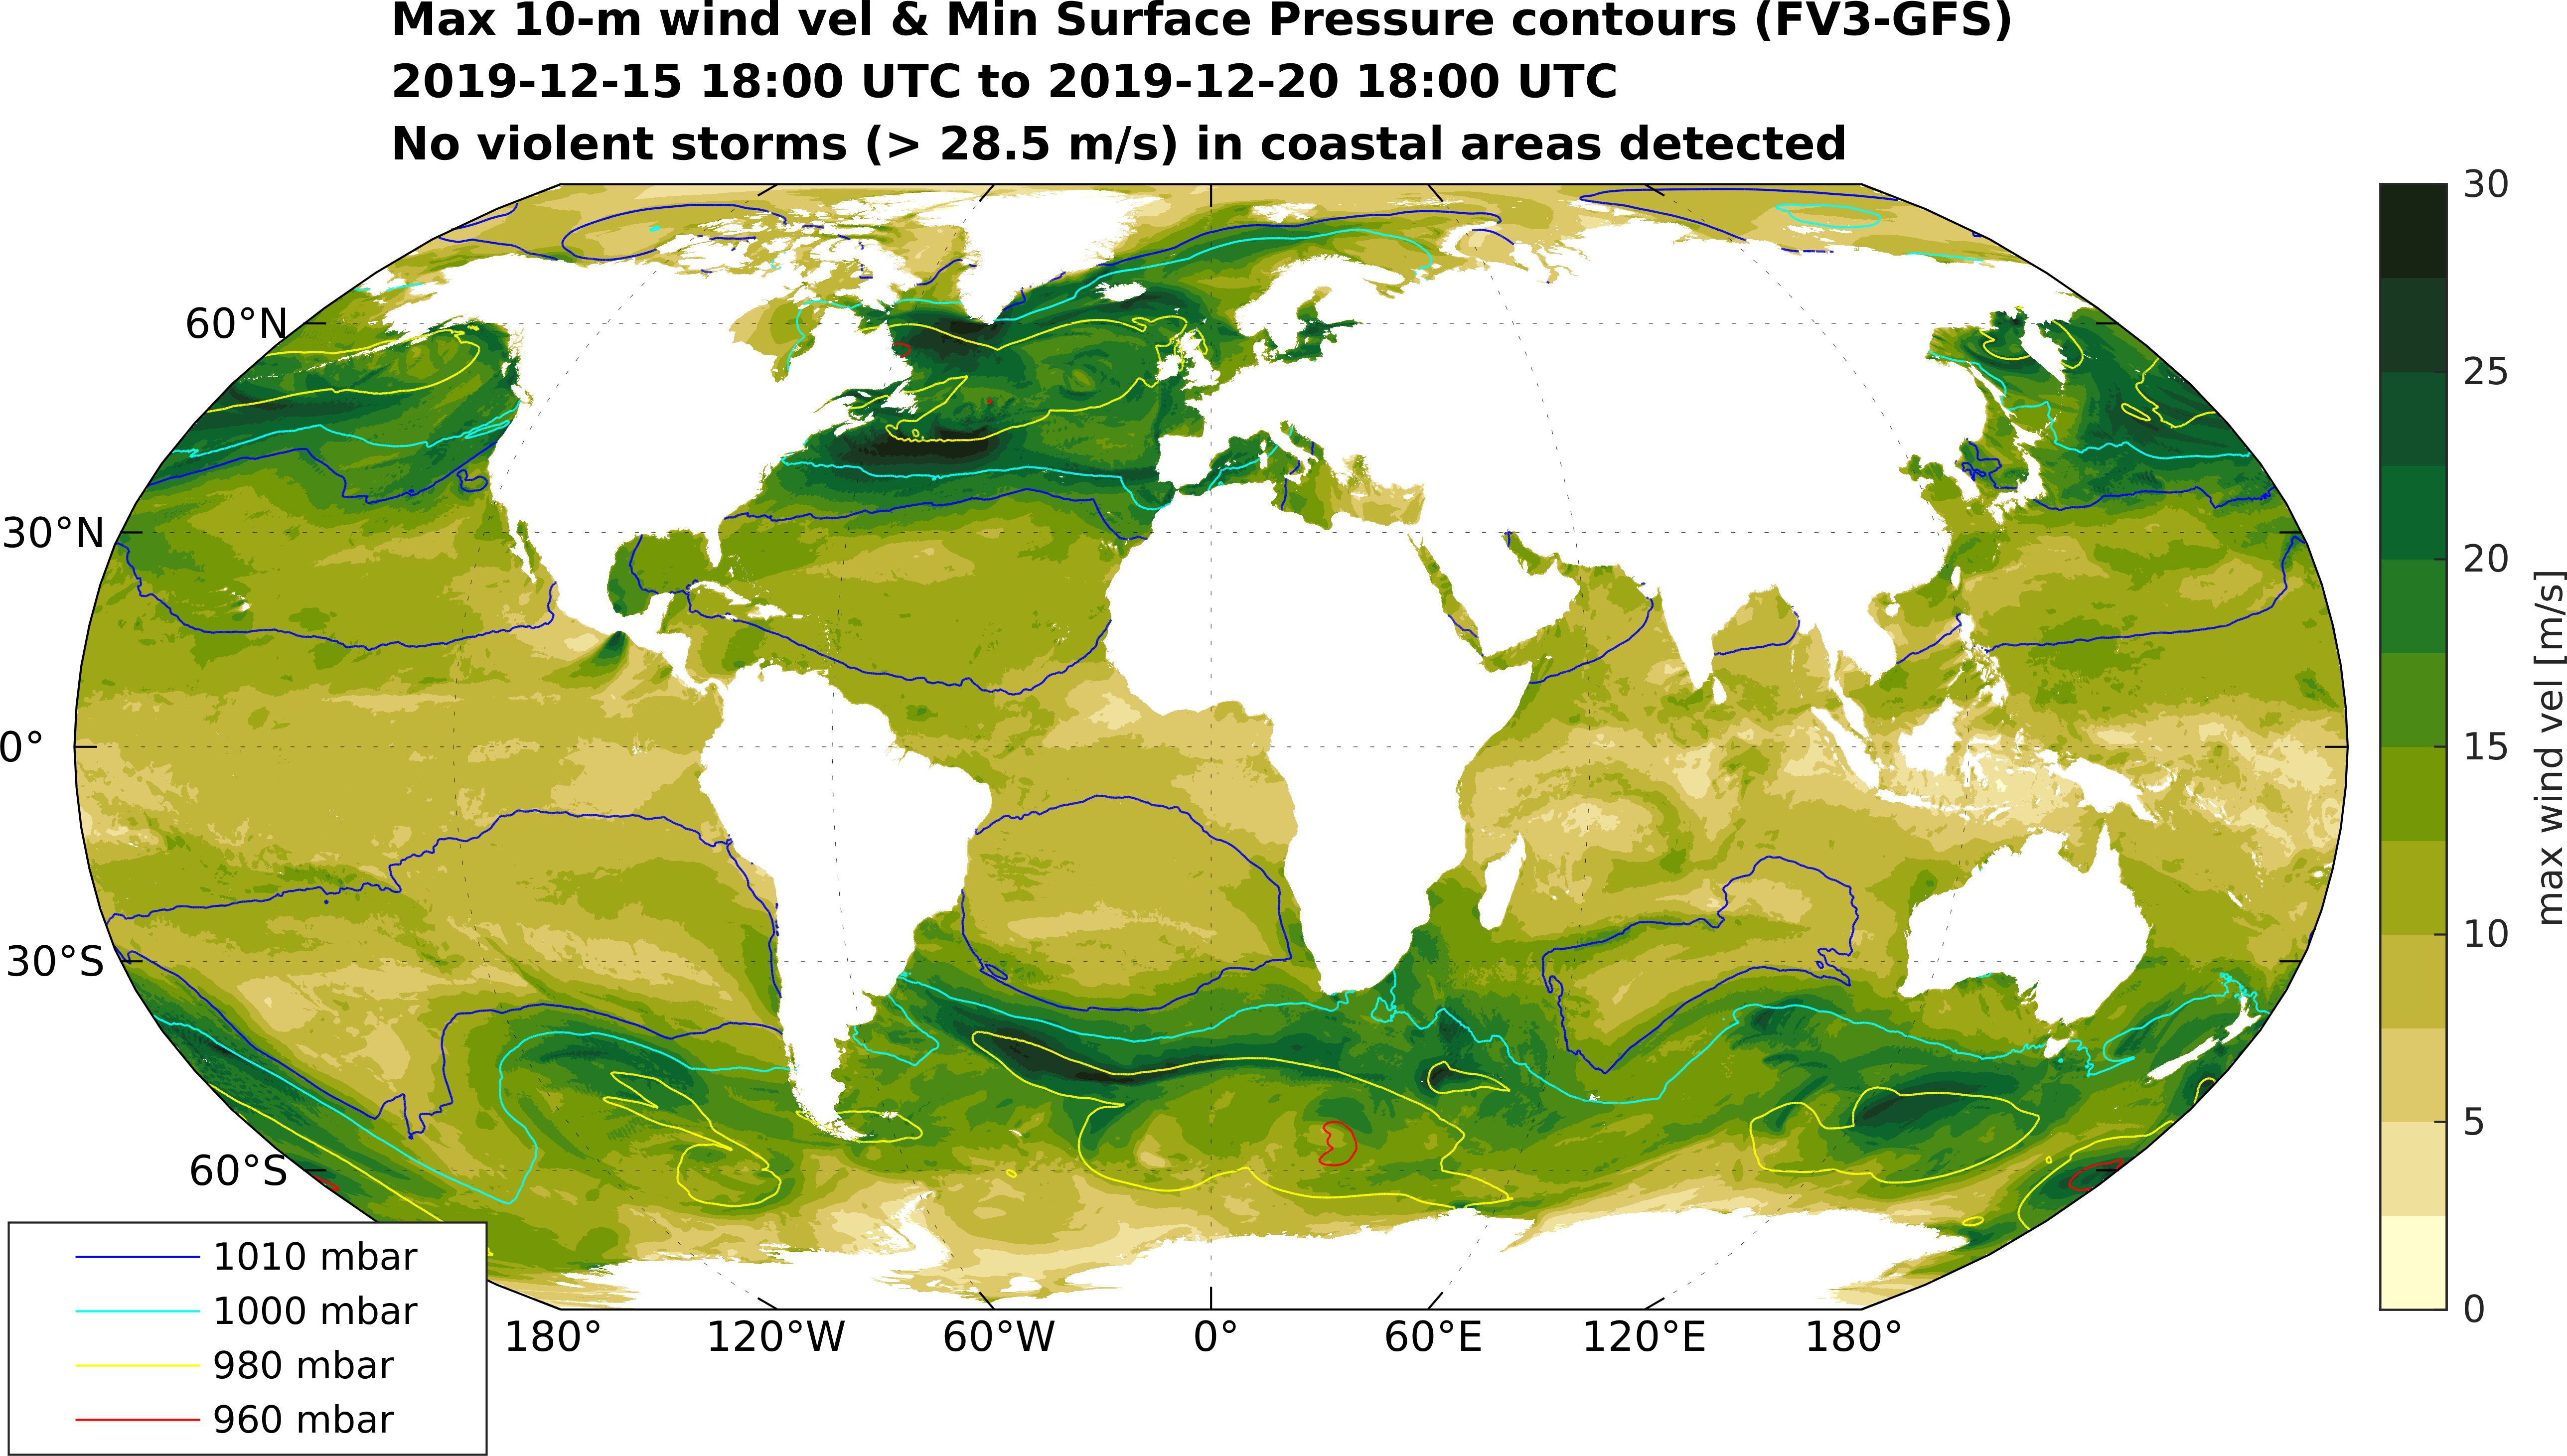 Max 10-m wind vel & Min Surface Pressure contours (FV3-GFS)
2019-12-15 18:00 UTC to 2019-12-20 18:00 UTC
No violent storms (> 28.5 m/s) in coastal areas detected
60°N
30°N
0°
30°S
60°S
180°
120°W
60°W
0°
60°E
120°E
180°
1010 mbar
1000 mbar
980 mbar
960 mbar
30
25
20
15
10
5
0
max wind vel [m/s]